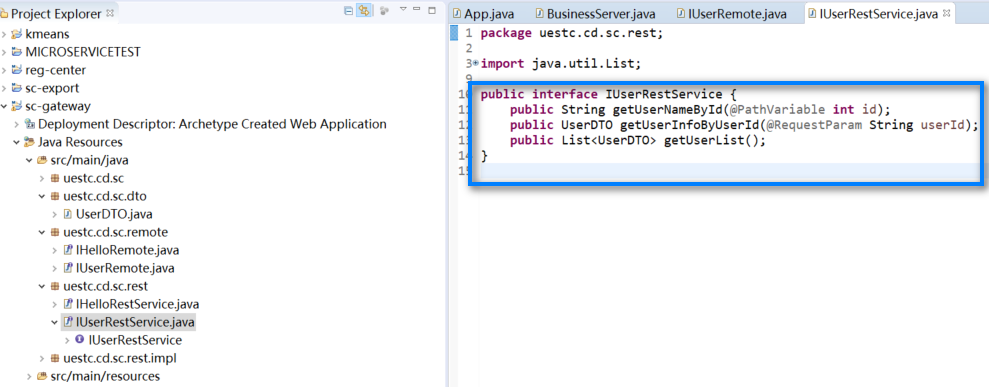 Project Explorer
kmeans
MICROSERVICETEST
reg-center
sc-export
sc-gateway
Deployment Descriptor: Archetype Created Web Application
Java Resources
src/main/java
uestc.cd.sc
uestc.cd.sc.dto
UserDTO.java
uestc.cd.sc.remote
IHelloRemote.java
IUserRemote.java
uestc.cd.sc.rest
IHelloRestService.java
IUserRestService.java
IUserRestService
uestc.cd.sc.rest.impl
src/main/resources
App.java BusinessServer.java IUserRemote.java IUserRestService.java
1 package uestc.cd.sc.rest;
2
3 import java.util.List;
9
10 public interface IUserRestService {
11 public String getUserNameById(@PathVariable int id);
12 public UserDTO getUserInfoByUserId(@RequestParam String userId);
13 public List<UserDTO> getUserList();
14 }
15